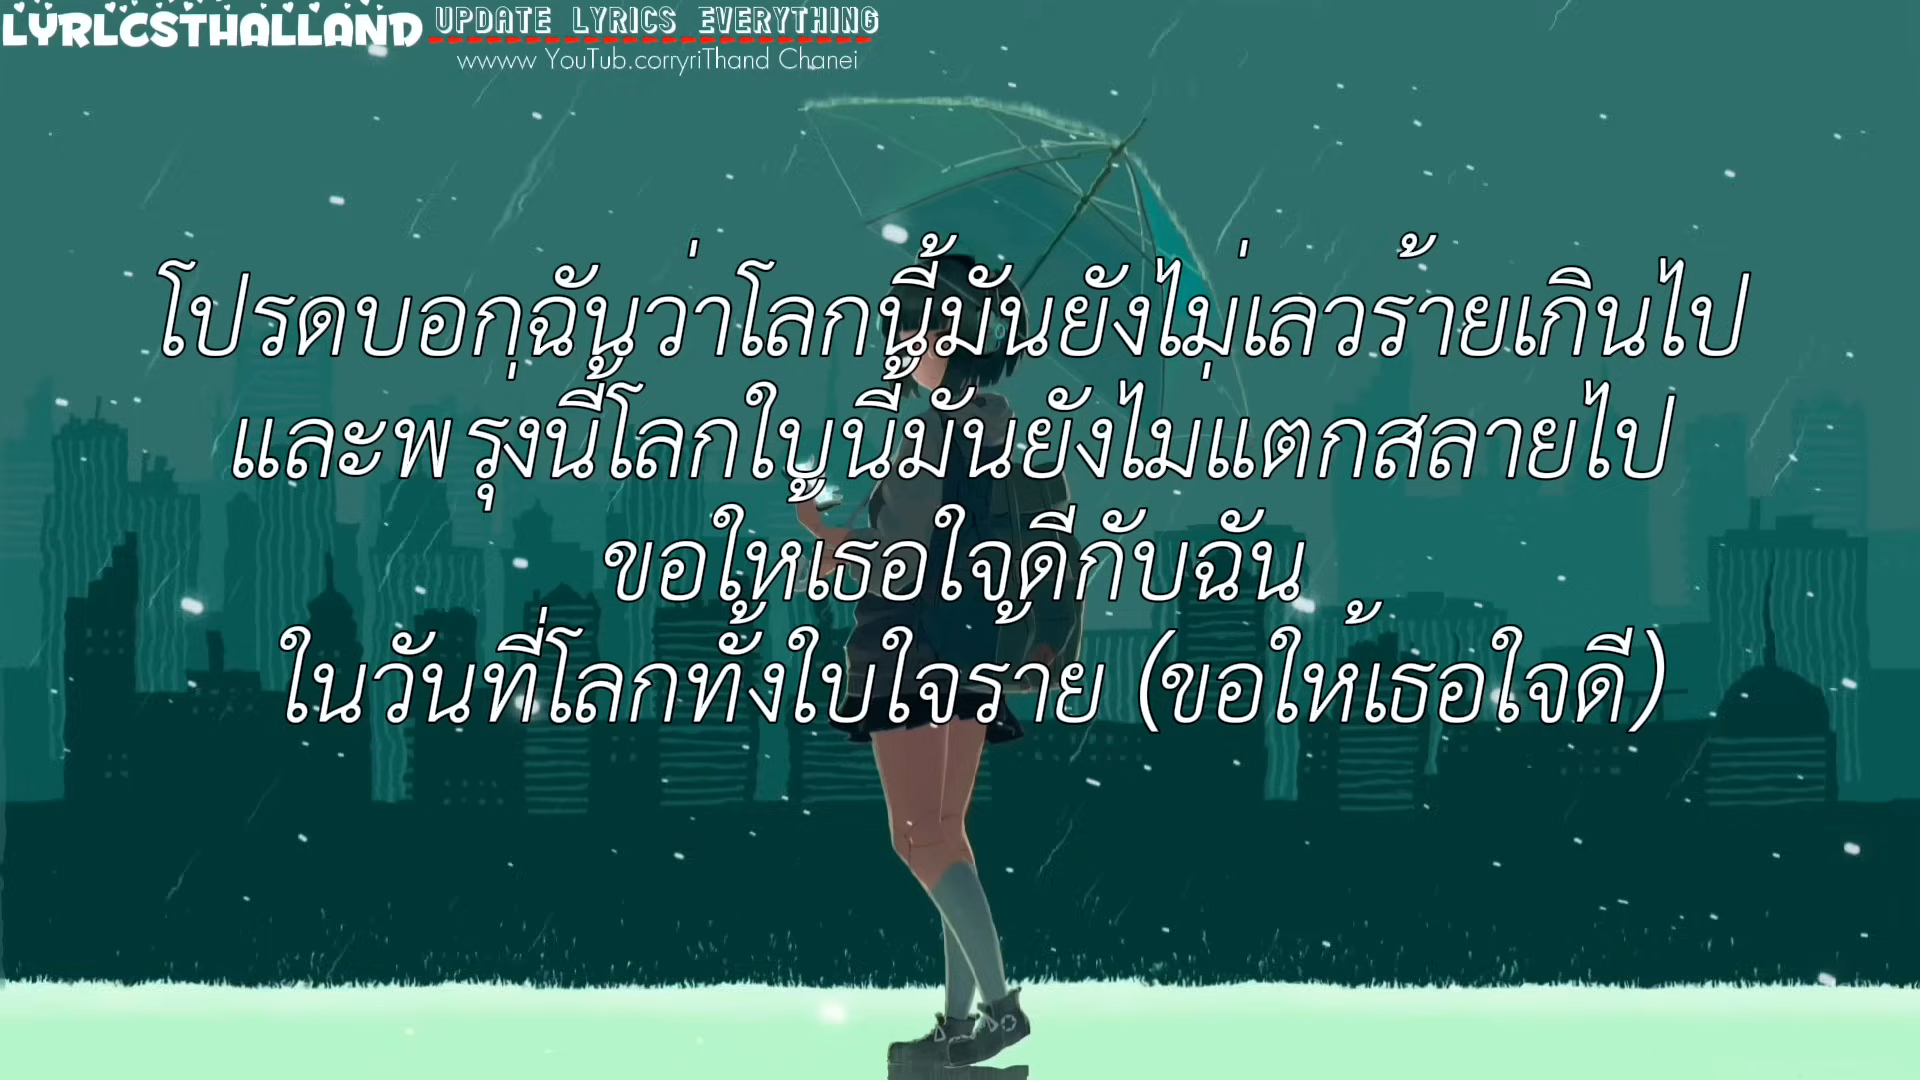 LYRLCSTHALLAND UPDATE LYRICS EVERYTHING
wwww YouTub.corryriThand Chanei
โปรดบอกฉันว่าโลกนี้มันยังไม่เลวร้ายเกินไป
และพรุ่งนี้โลกใบนี้มันยังไม่แตกสลายไป
ขอให้เธอใจดีกับฉัน
ในวันที่โลกทั้งใบใจร้าย (ขอให้เธอใจดี)